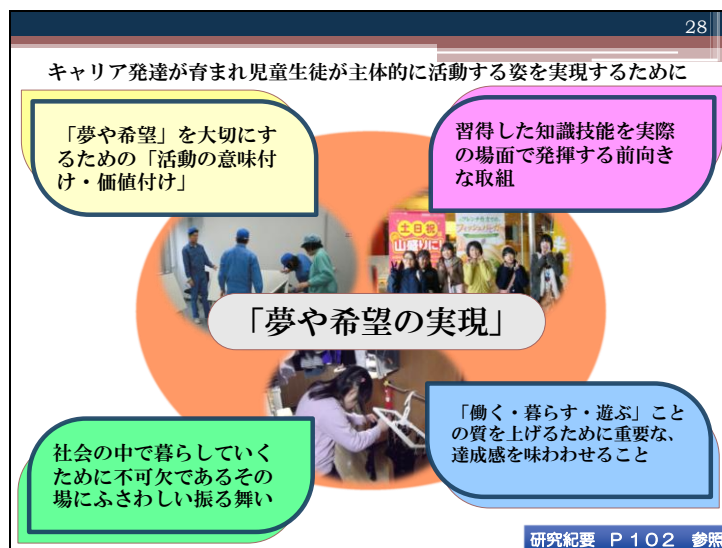 28
キャリア発達が育まれ児童生徒が主体的に活動する姿を実現するために
「夢や希望」を大切にす
るための「活動の意味付
け・価値付け」
習得した知識技能を実際
の場面で発揮する前向き
な取組
土日祝
山盛りに
「夢や希望の実現」
社会の中で暮らしていく
ために不可欠であるその
場にふさわしい振る舞い
「働く・暮らす・遊ぶ」こと
の質を上げるために重要な、
達成感を味わわせること
研究紀要 P102 参照